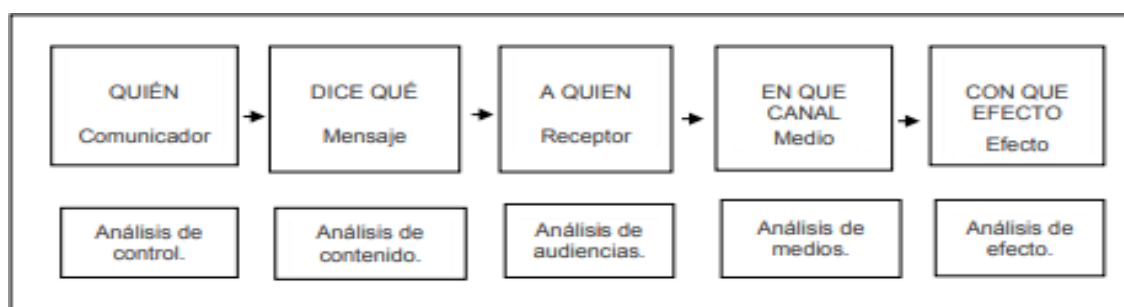 QUIÉN
Comunicador
DICE QUÉ
Mensaje
A QUIEN
Receptor
EN QUE
CANAL
Medio
CON QUE
EFECTO
Efecto
Análisis de
control.
Análisis de
contenido.
Análisis de
audiencias.
Análisis de
medios.
Análisis de
efecto.